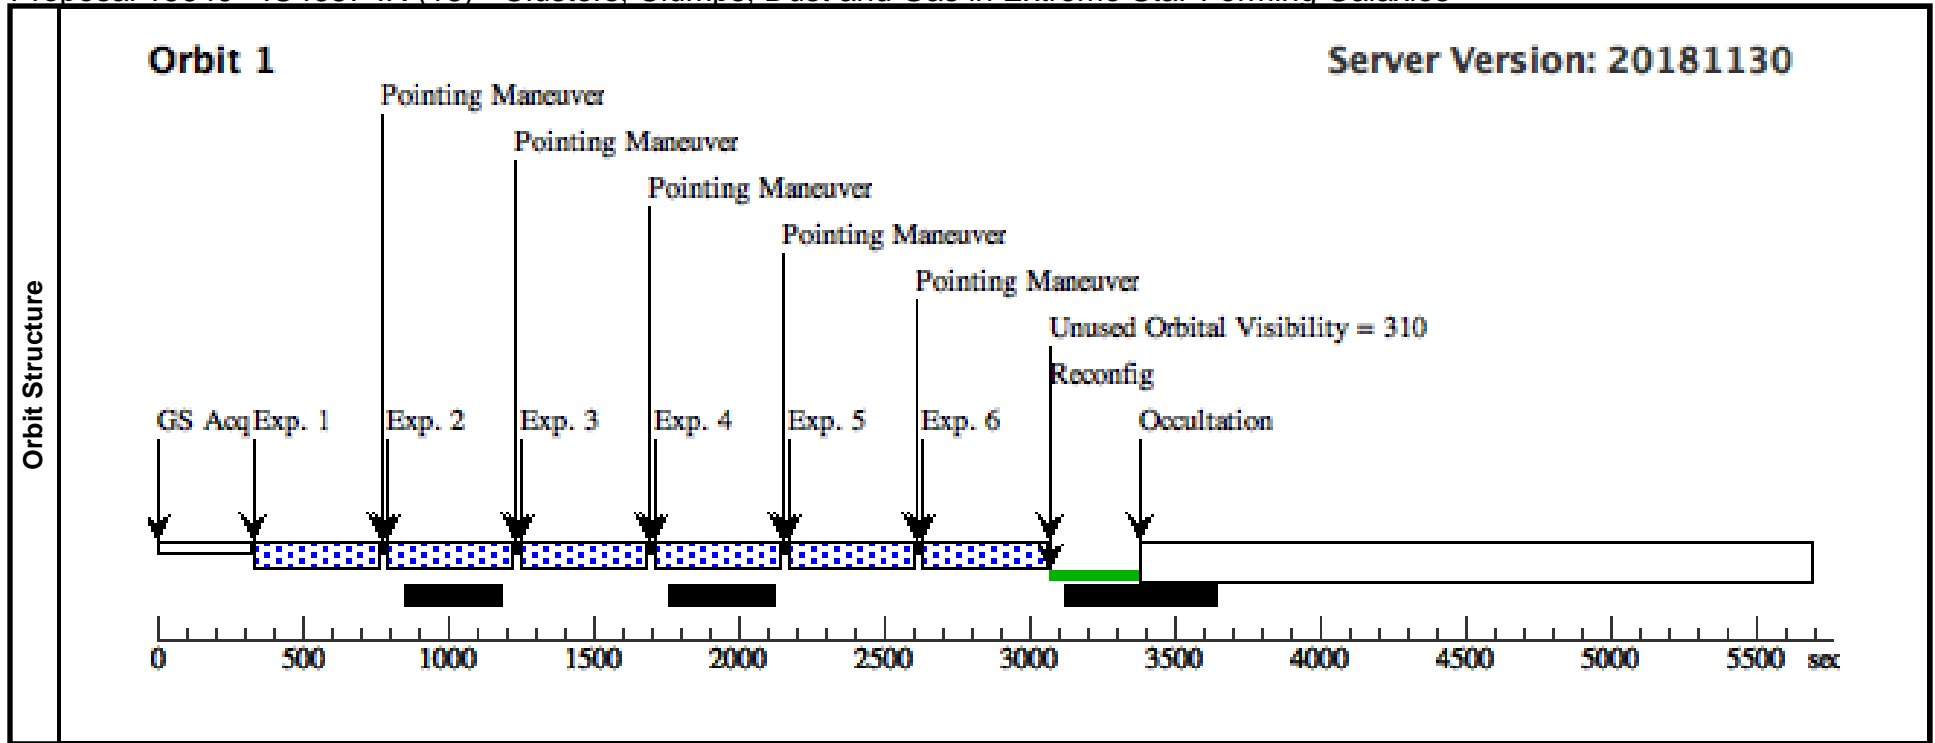 Orbit 1
Server Version: 20181130
Pointing Maneuver
Pointing Maneuver
Pointing Maneuver
Pointing Maneuver
Pointing Maneuver
Unused Orbital Visibility = 310
Reconfig
GS Acq Exp. 1 Exp. 2 Exp. 3 Exp. 4 Exp. 5 Exp. 6 Occultation
Orbit Structure
0 500 1000 1500 2000 2500 3000 3500 4000 4500 5000 5500 sec